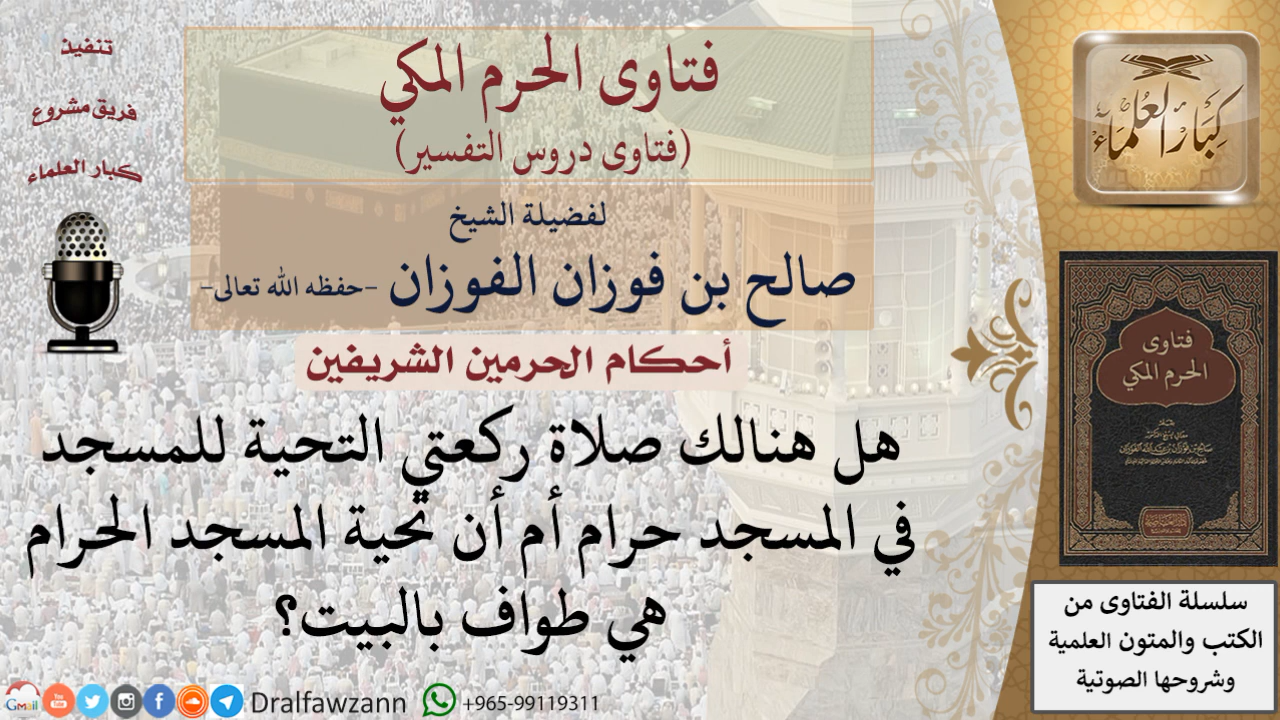 تنفيذ
فريق مشروع
كبار العلماء
فتاوى الحرم المكي
(فتاوى دروس التفسير)
لفضيلة الشيخ
صالح بن فوزان الفوزان -حفظه الله تعالى-
أحكام الحرمين الشريفين
هل هنالك صلاة ركعتي التحية للمسجد
في المسجد حرام أم أن تحية المسجد الحرام
هي طواف بالبيت؟
كبار العلماء
فتاوى
الحرم المكي
سلسلة الفتاوى من
الكتب والمتون العلمية
وشروحها الصوتية
Gmail
Dralfawzann
+965-99119311